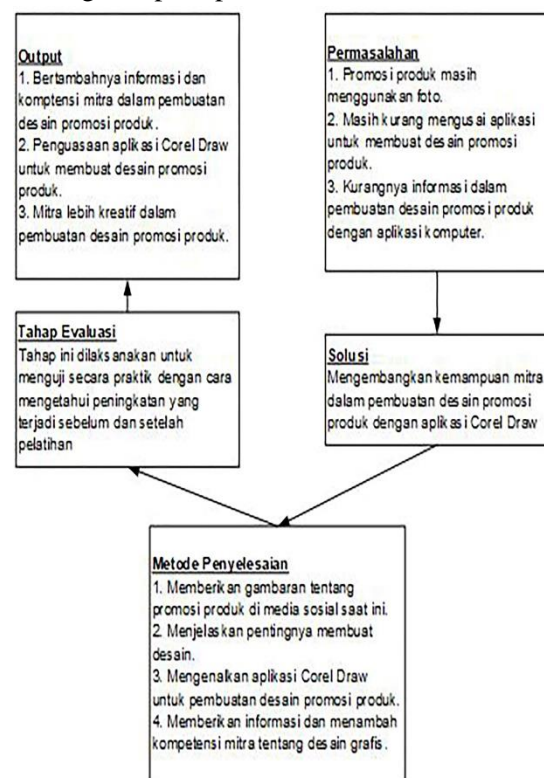 Output
1. Bertambahnya informasi dan
komptensi mitra dalam pembuatan
desain promosi produk.
2. Penguasaan aplikasi Corel Draw
untuk membuat desain promosi
produk.
3. Mitra lebih kreatif dalam
pembuatan desain promosi produk.
Permasalahan
1. Promosi produk masih
menggunakan foto.
2. Masih kurang mengusai aplikasi
untuk membuat desain promosi
produk.
3. Kurangnya informasi dalam
pembuatan desain promosi produk
dengan aplikasi komputer.
Tahap Evaluasi
Tahap ini dilaksanakan untuk
menguji secara praktik dengan cara
mengetahui peningkatan yang
terjadi sebelum dan setelah
pelatihan
Solusi
Mengembangkan kemampuan mitra
dalam pembuatan desain promosi
produk dengan aplikasi Corel Draw
Metode Penyelesaian
1. Memberikan gambaran tentang
promosi produk di media sosial saat ini.
2. Menjelaskan pentingnya membuat
desain.
3. Mengenalkan aplikasi Corel Draw
untuk pembuatan desain promosi produk.
4. Memberikan informasi dan menambah
kompetensi mitra tentang desain grafis.